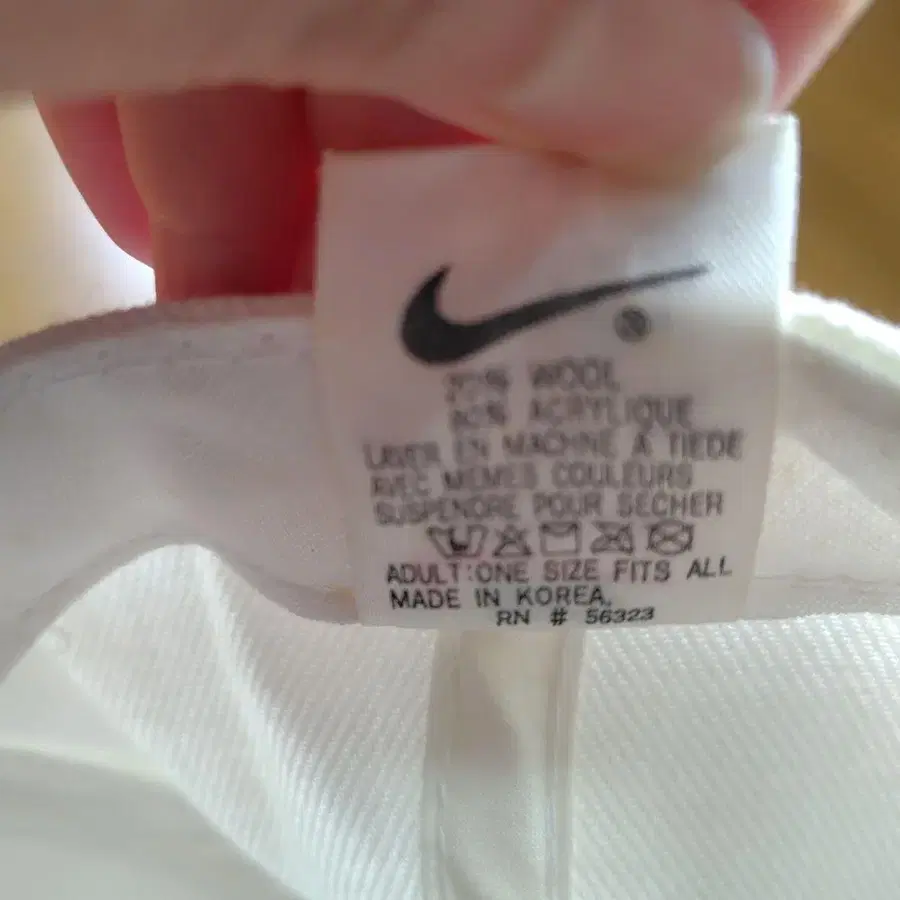 ®
20% WOOL
80% ACRYLIQUE
LAVER EN MACHINE A TIEDE
AVEC MEMES COULEURS
SUSPENDRE POUR SECHER
ADULT:ONE SIZE FITS ALL
MADE IN KOREA.
RN # 56323